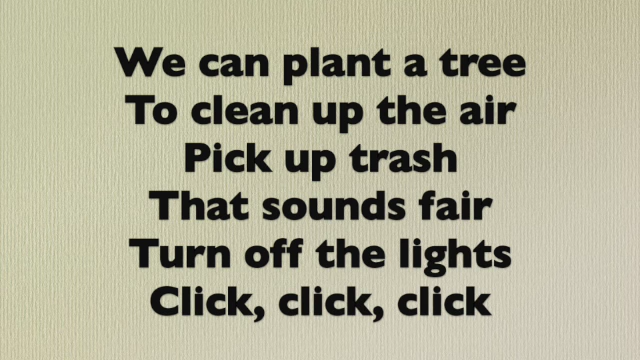 We can plant a tree
To clean up the air
Pick up trash
That sounds fair
Turn off the lights
Click, click, click